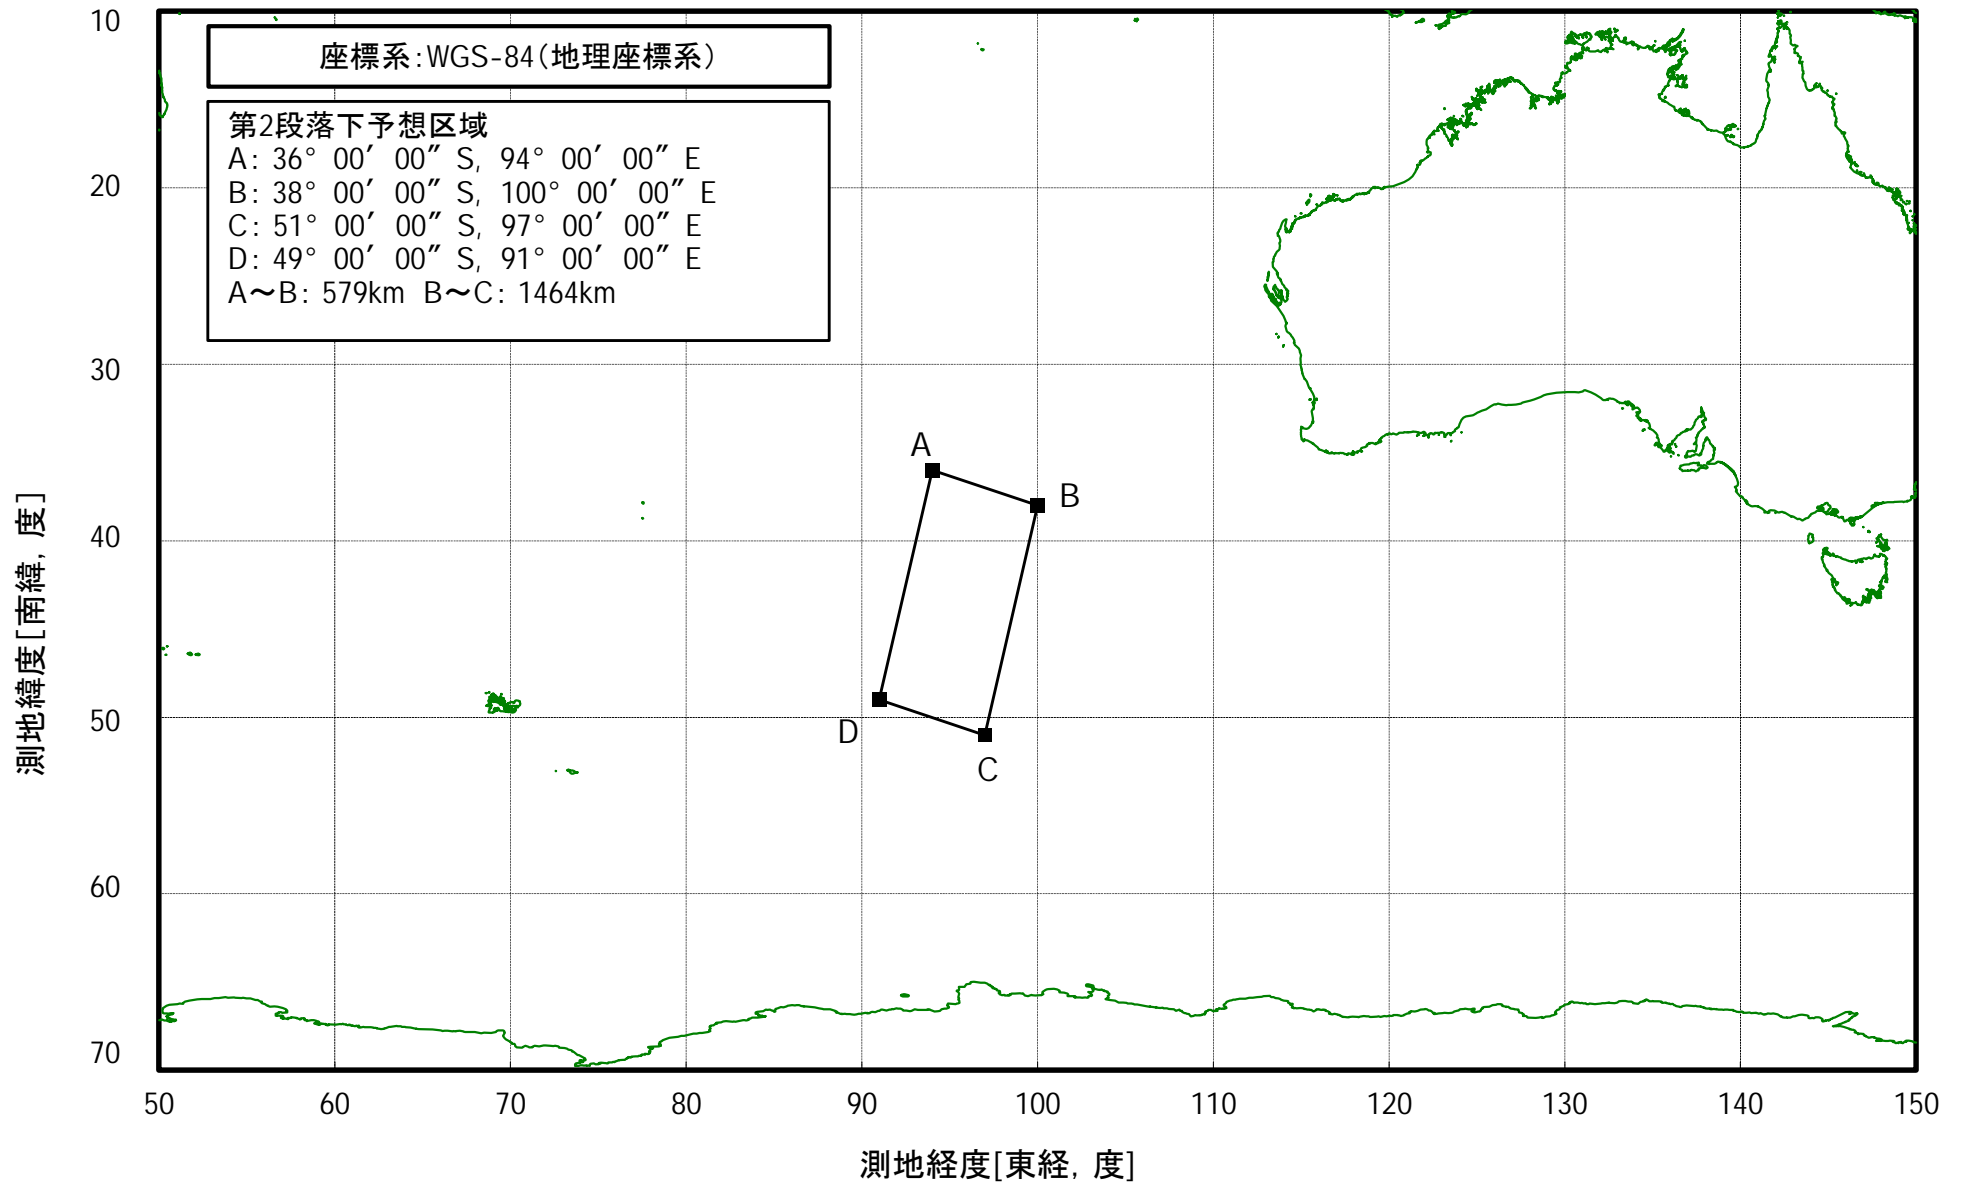 座標系:WGS-84(地理座標系)
第2段落下予想区域
A: 36° 00′ 00″ S, 94° 00′ 00″ E
B: 38° 00′ 00″ S, 100° 00′ 00″ E
C: 51° 00′ 00″ S, 97° 00′ 00″ E
D: 49° 00′ 00″ S, 91° 00′ 00″ E
A～B: 579km B～C: 1464km
10
20
30
40
50
60
70
測地緯度[南緯, 度]
A
B
D
C
50 60 70 80 90 100 110 120 130 140 150
測地経度[東経, 度]